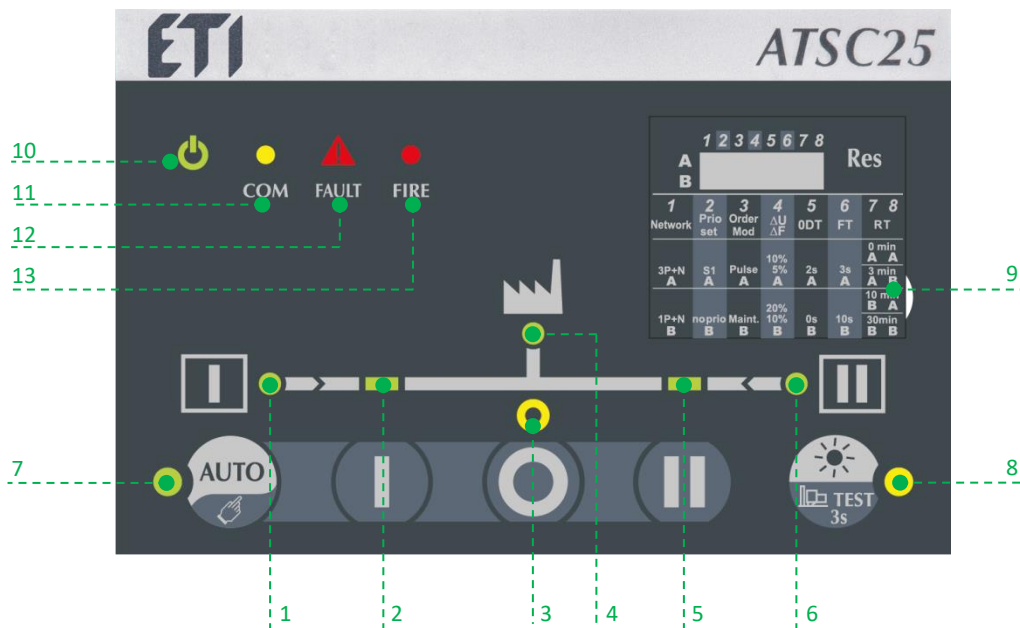 ETI ATSC25
10
11
12
13
COM FAULT FIRE
1 2 3 4 5 6 7 8
A
B
Res
1 2 3 4 5 6 7 8
Network Prio set Order Mod ΔU ΔF 0DT FT RT
0 min
A A
3P+N S1 Pulse 10% 5% 2s 3s 3 min
A A A A A A A B
10 min
B A
1P+N noprio Maint. 20% 10% 0s 10s 30min
B B B B B B B B
9
I II
7
AUTO I O II TEST
3s
8
1 2 3 4 5 6